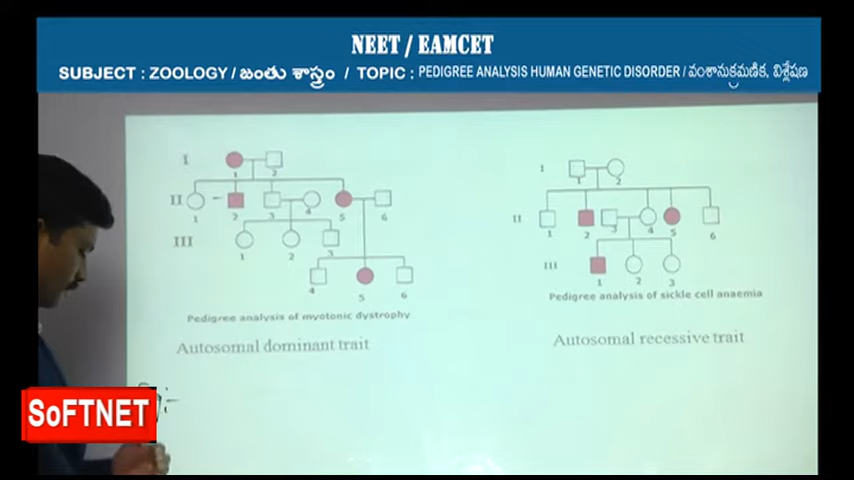 NEET / EAMCET
SUBJECT : ZOOLOGY / జంతు శాస్త్రం / TOPIC : PEDIGREE ANALYSIS HUMAN GENETIC DISORDER / వంశానుక్రమణిక, విశ్లేషణ
I
1 2
II
1 2 3 4 5 6
III
1 2 3
4 5 6
Pedigree analysis of myotonic dystrophy
Autosomal dominant trait
I
1 2
II
1 2 3 4 5 6
III
1 2 3
Pedigree analysis of sickle cell anaemia
Autosomal recessive trait
SoFTNET